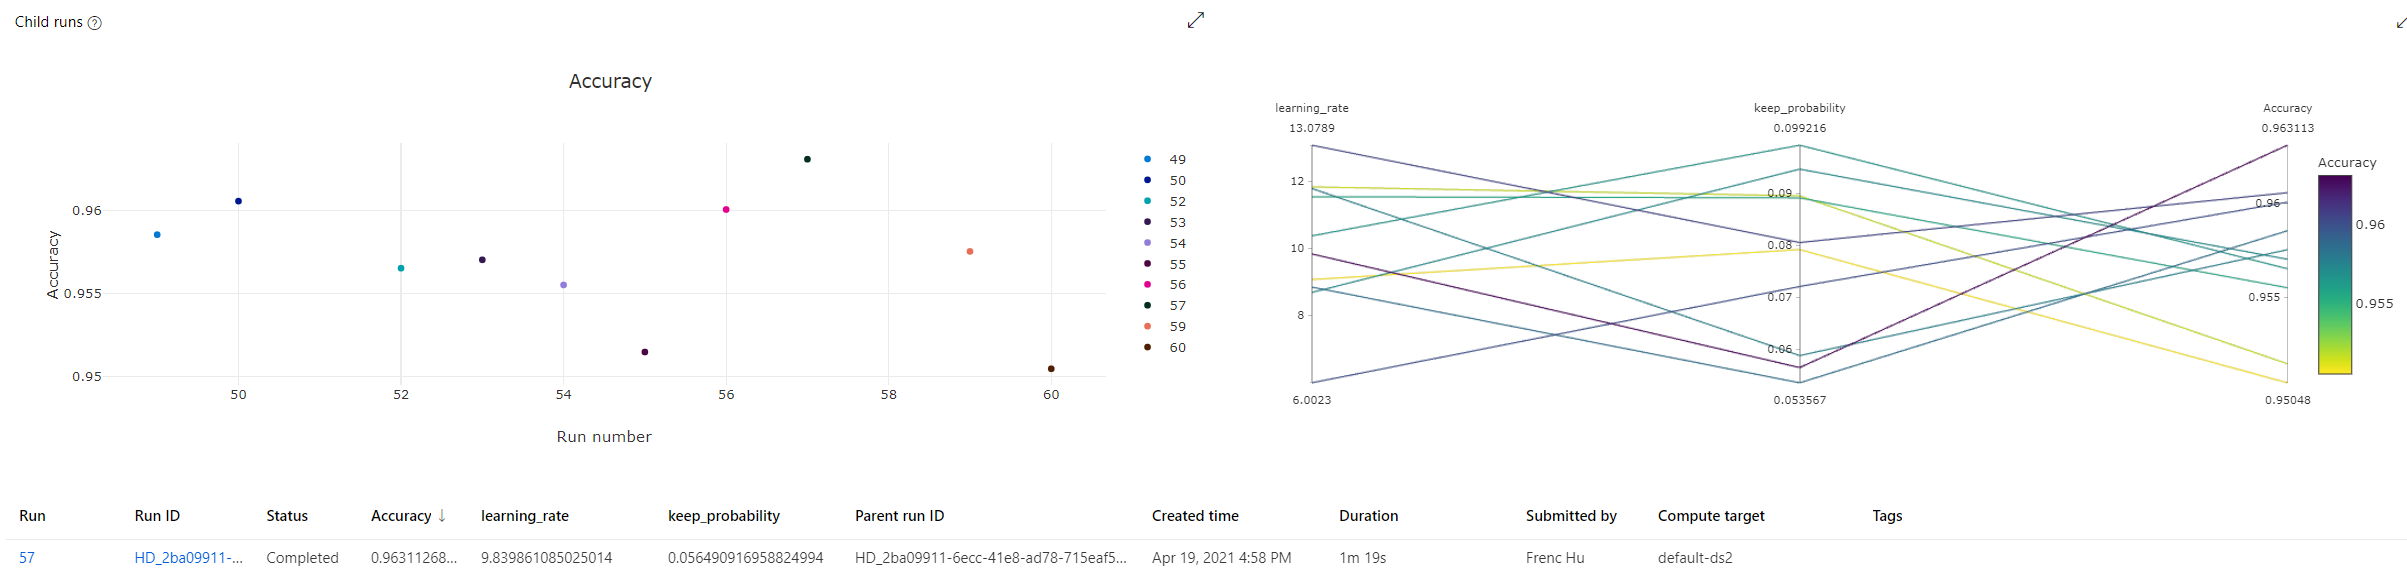 Child runs
Accuracy
Accuracy
0.96
0.955
0.95
50 52 54 56 58 60
Run number
49
50
52
53
54
55
56
57
59
60
learning_rate keep_probability Accuracy
13.0789 0.099216 0.963113
12
10
8
0.09
0.08
0.07
0.06
0.96
0.955
6.0023 0.053567 0.95048
Accuracy
0.96
0.955
Run Run ID Status Accuracy ↓ learning_rate keep_probability Parent run ID Created time Duration Submitted by Compute target Tags
57 HD_2ba09911-... Completed 0.96311268... 9.839861085025014 0.056490916958824994 HD_2ba09911-6ecc-41e8-ad78-715eaf5... Apr 19, 2021 4:58 PM 1m 19s Frenc Hu default-ds2